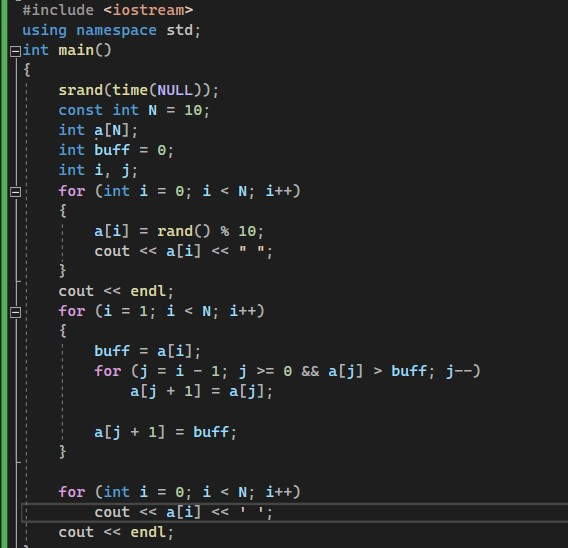 #include <iostream>
using namespace std;
int main()
{
    srand(time(NULL));
    const int N = 10;
    int a[N];
    int buff = 0;
    int i, j;
    for (int i = 0; i < N; i++)
    {
        a[i] = rand() % 10;
        cout << a[i] << " ";
    }
    cout << endl;
    for (i = 1; i < N; i++)
    {
        buff = a[i];
        for (j = i - 1; j >= 0 && a[j] > buff; j--)
            a[j + 1] = a[j];

        a[j + 1] = buff;
    }

    for (int i = 0; i < N; i++)
        cout << a[i] << ' ';
    cout << endl;